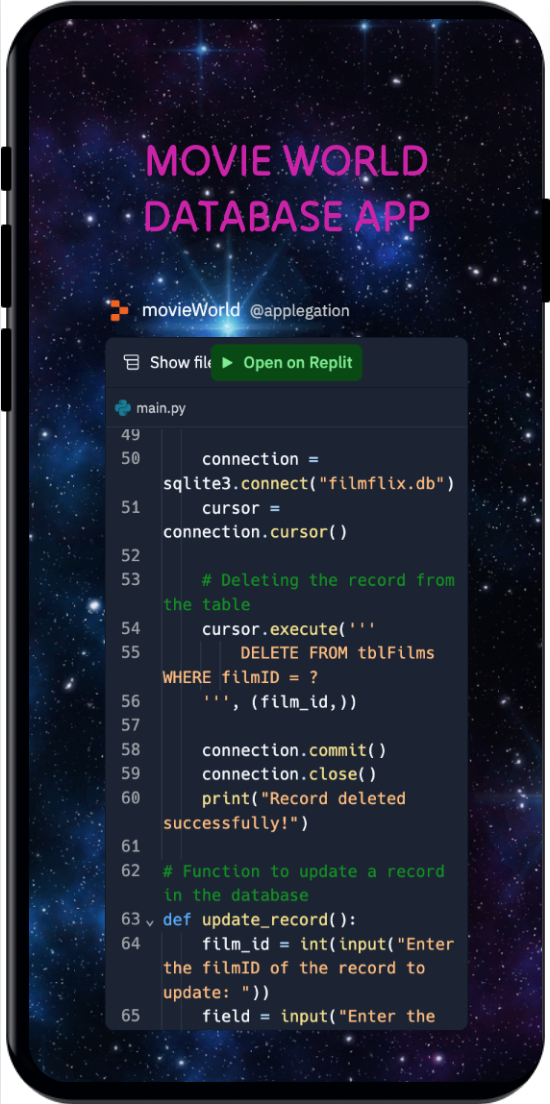 MOVIE WORLD
DATABASE APP
movieWorld @applegation
Show file Open on Replit
main.py
49
50 connection =
sqlite3.connect("filmflix.db")
51 cursor =
connection.cursor()
52
53 # Deleting the record from
the table
54 cursor.execute('''
55 DELETE FROM tblFilms
WHERE filmID = ?
56 ''', (film_id,))
57
58 connection.commit()
59 connection.close()
60 print("Record deleted
successfully!")
61
62 # Function to update a record
in the database
63 def update_record():
64 film_id = int(input("Enter
the filmID of the record to
update: "))
65 field = input("Enter the